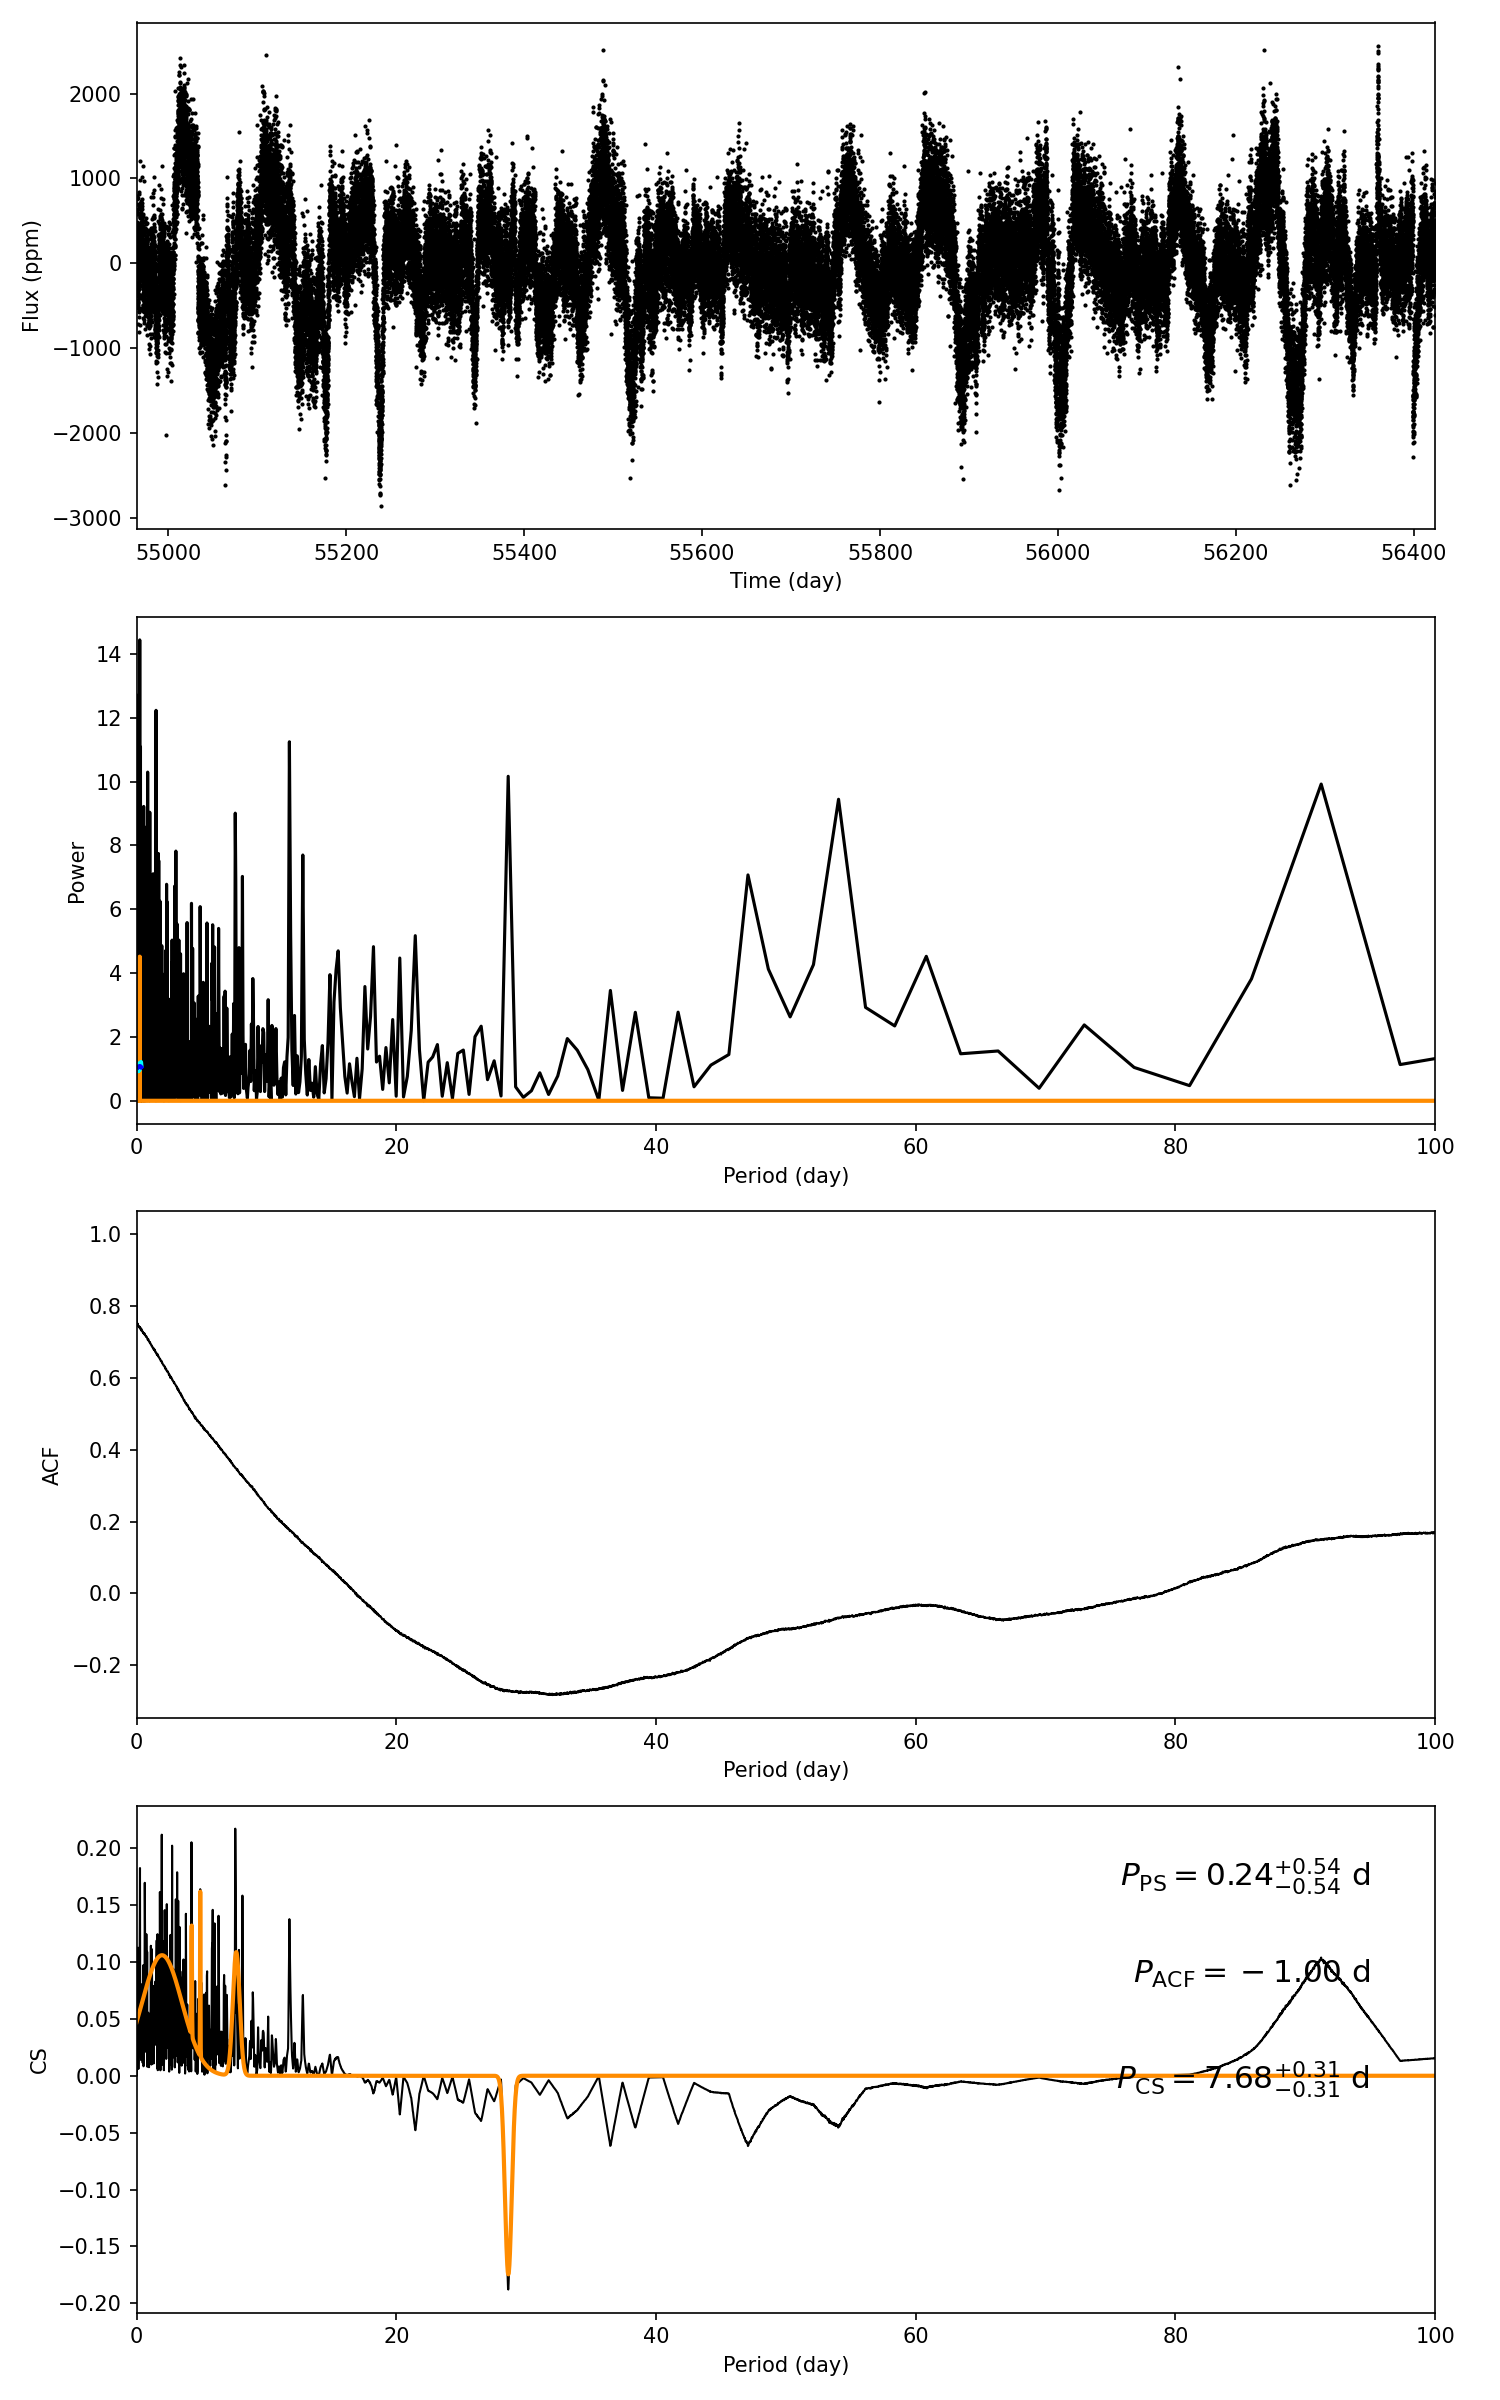 2000
1000
0
−1000
−2000
−3000
Flux (ppm)
55000 55200 55400 55600 55800 56000 56200 56400
Time (day)
14
12
10
8
6
4
2
0
Power
0 20 40 60 80 100
Period (day)
1.0
0.8
0.6
0.4
0.2
0.0
−0.2
ACF
0 20 40 60 80 100
Period (day)
0.20
0.15
0.10
0.05
0.00
−0.05
−0.10
−0.15
−0.20
CS
P_PS = 0.24 +0.54 −0.54 d
P_ACF = −1.00 d
P_CS = 7.68 +0.31 −0.31 d
0 20 40 60 80 100
Period (day)